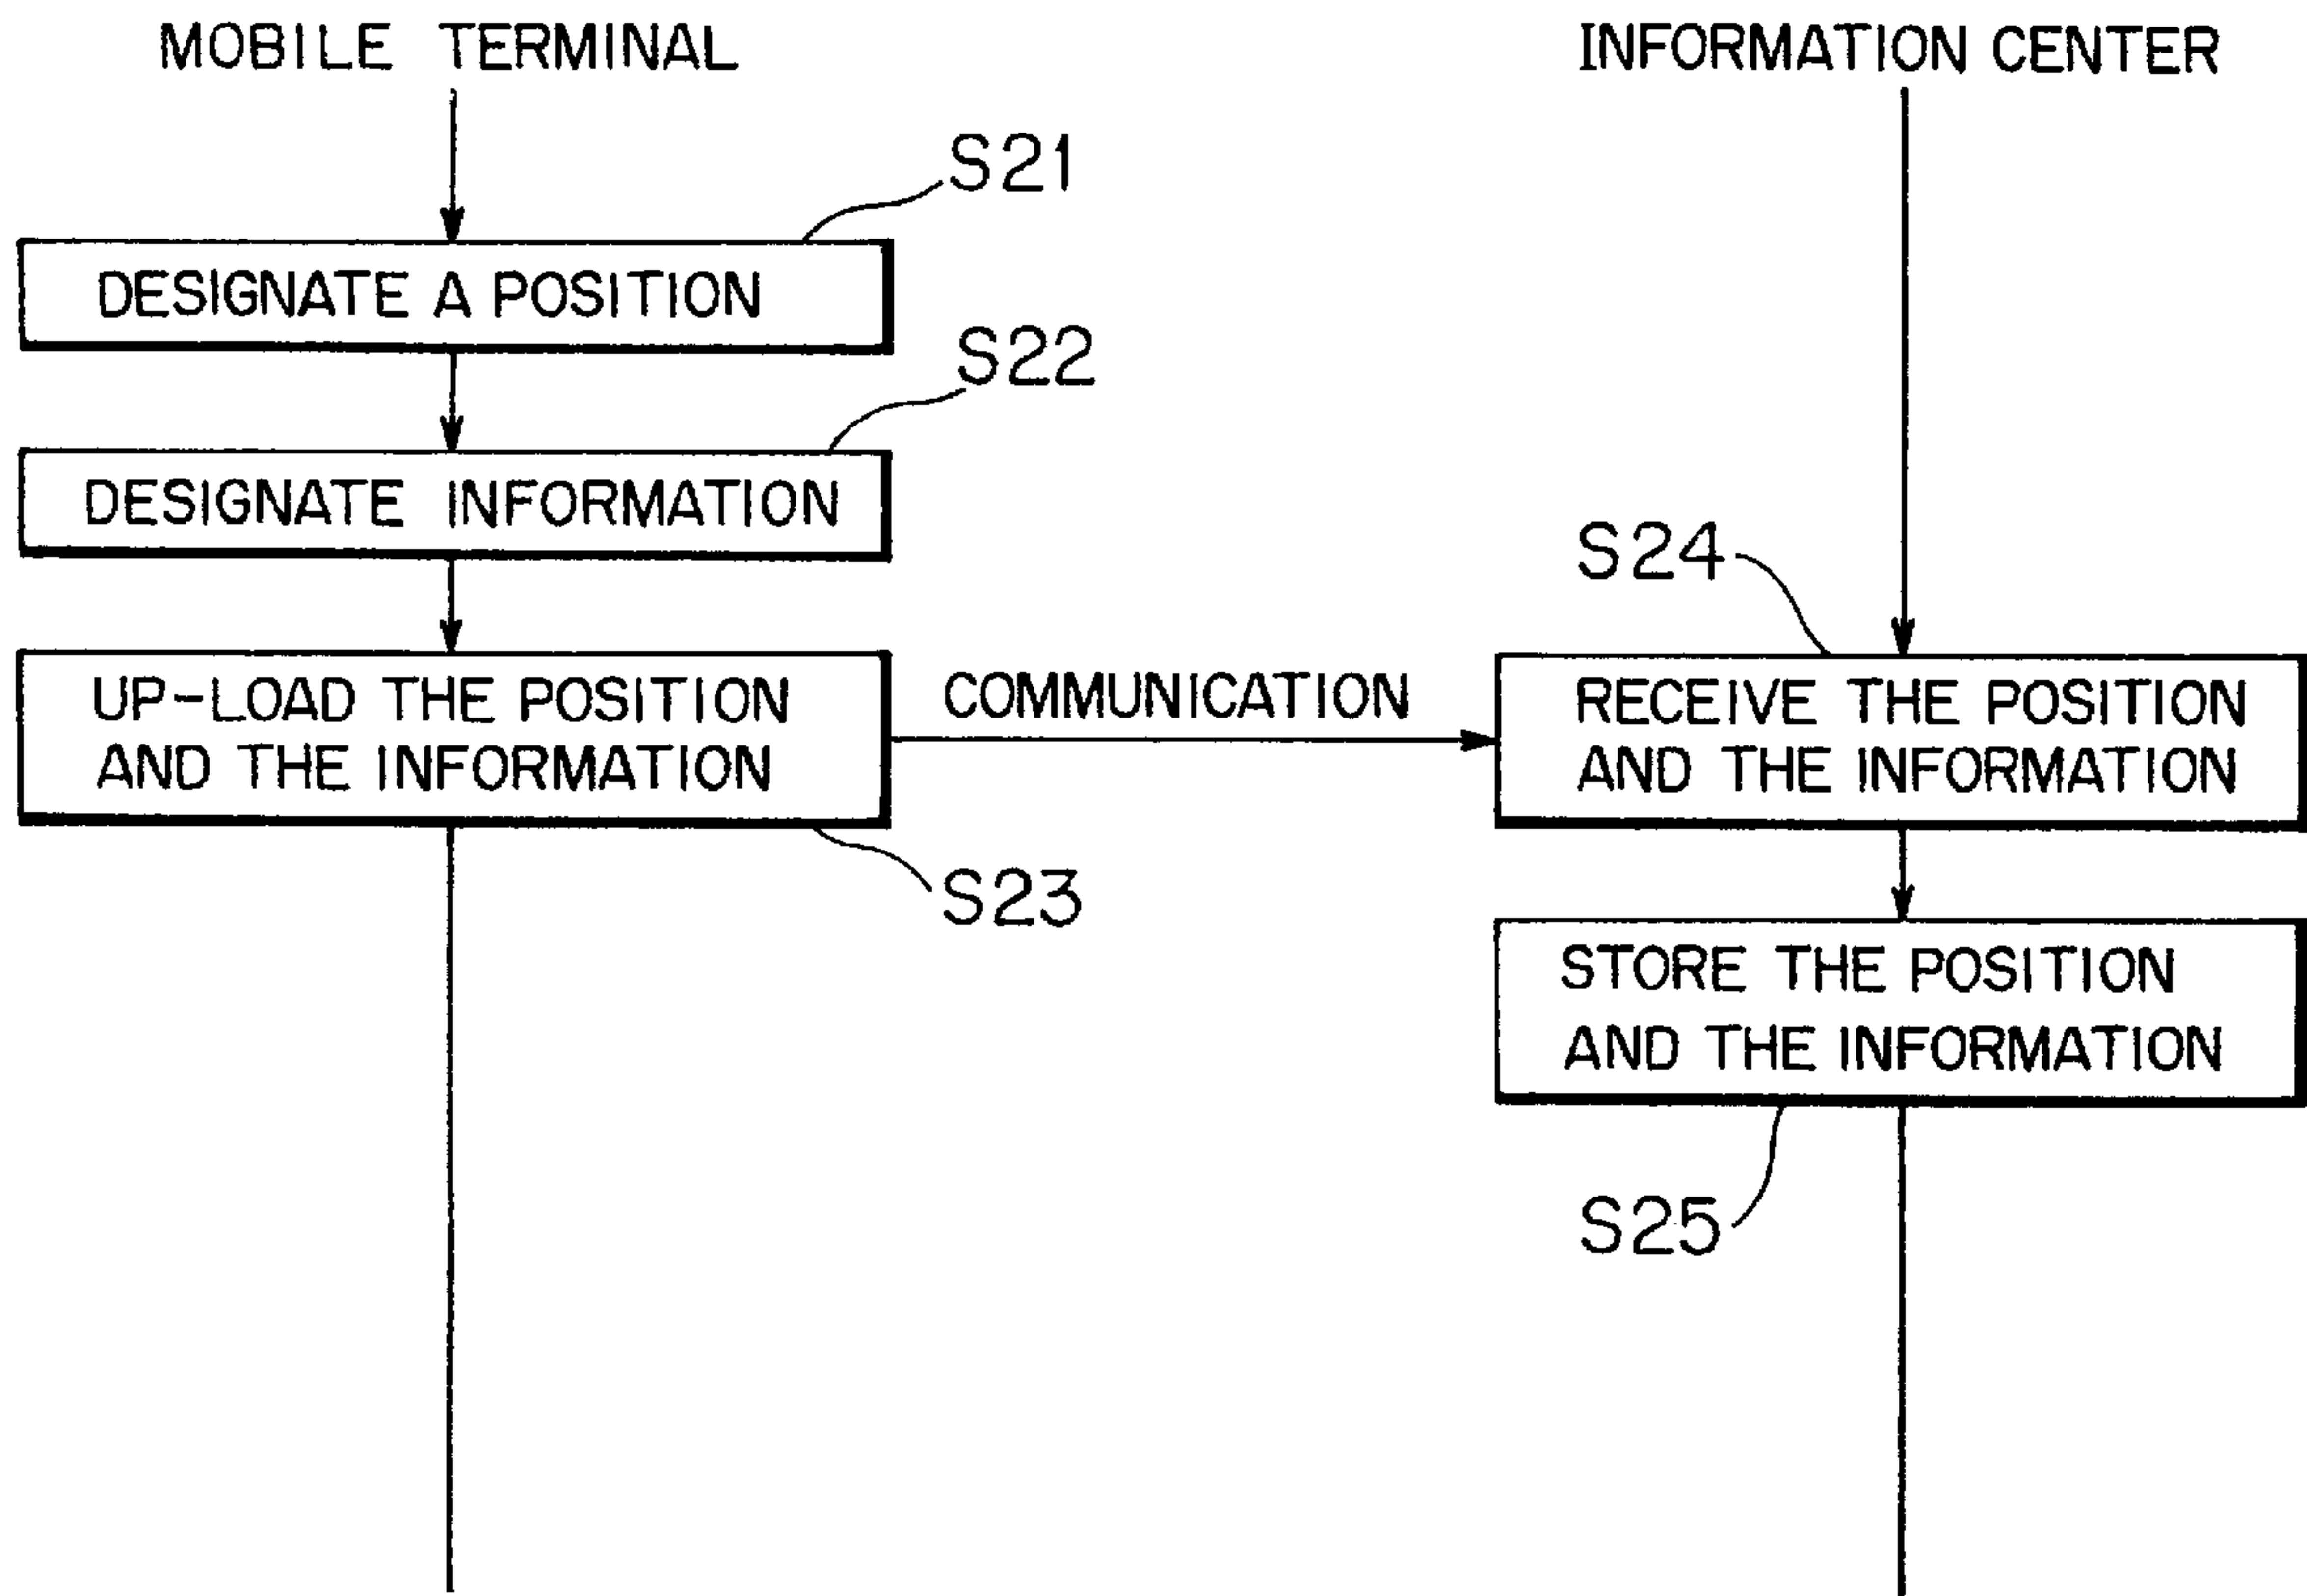 MOBILE TERMINAL
INFORMATION CENTER
S21
DESIGNATE A POSITION
S22
DESIGNATE INFORMATION
S24
UP-LOAD THE POSITION
AND THE INFORMATION
COMMUNICATION
RECEIVE THE POSITION
AND THE INFORMATION
S23
STORE THE POSITION
AND THE INFORMATION
S25